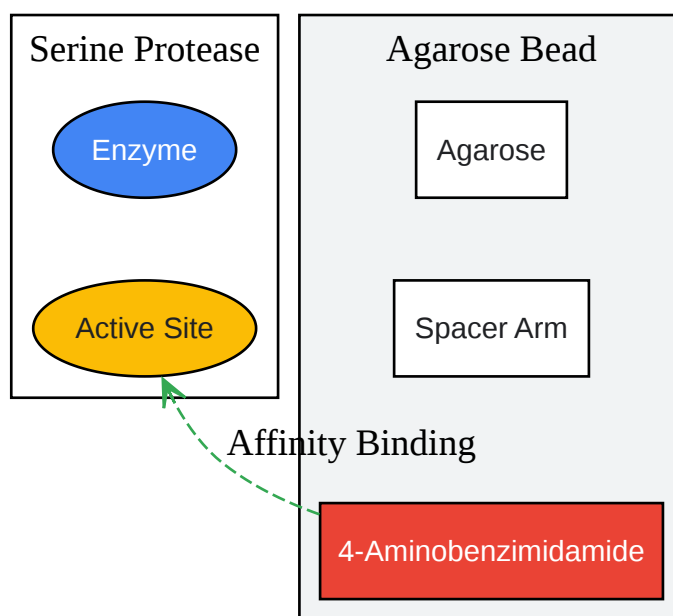 Serine Protease
Agarose Bead
Enzyme
Agarose
Active Site
Spacer Arm
Affinity Binding
4-Aminobenzimidamide